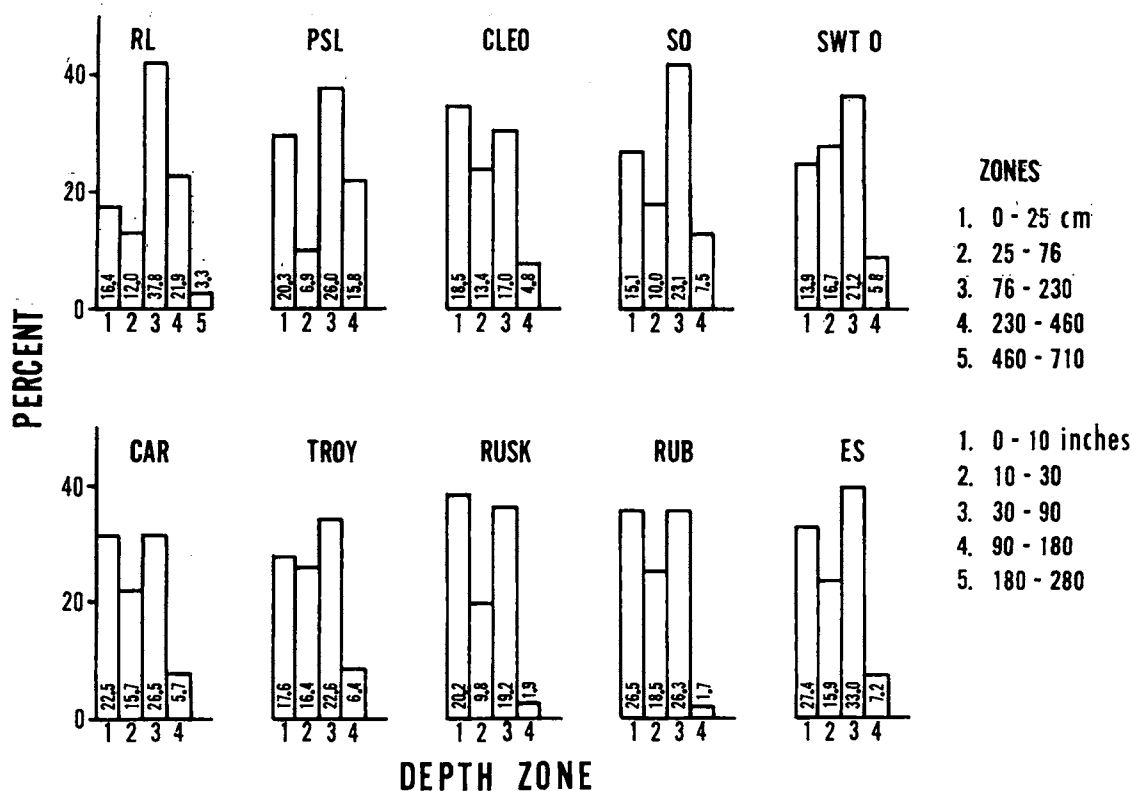 RL PSL CLEO SO SWT O
40
20
0
16.4 12.0 37.8 21.9 3.3
20.3 6.9 26.0 15.8
18.5 13.4 17.0 4.8
15.1 10.0 23.1 7.5
13.9 16.7 21.2 5.8
1 2 3 4 5
1 2 3 4
1 2 3 4
1 2 3 4
1 2 3 4
PERCENT
CAR TROY RUSK RUB ES
40
20
0
22.5 15.7 26.5 5.7
17.6 16.4 22.6 6.4
20.2 9.8 19.2 1.9
26.5 18.5 26.3 1.7
27.4 15.9 33.0 7.2
1 2 3 4
1 2 3 4
1 2 3 4
1 2 3 4
1 2 3 4
DEPTH ZONE
ZONES
1. 0 - 25 cm
2. 25 - 76
3. 76 - 230
4. 230 - 460
5. 460 - 710
1. 0 - 10 inches
2. 10 - 30
3. 30 - 90
4. 90 - 180
5. 180 - 280